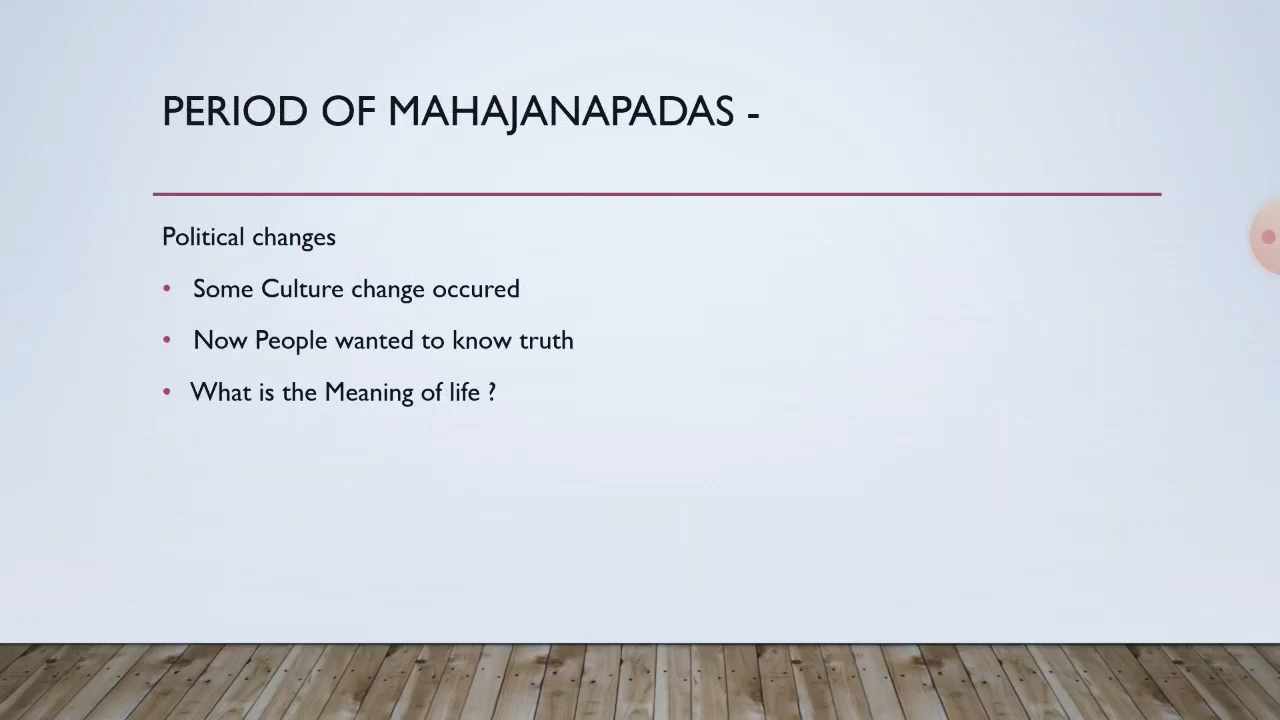 PERIOD OF MAHAJANAPADAS -
Political changes
• Some Culture change occured
• Now People wanted to know truth
• What is the Meaning of life ?